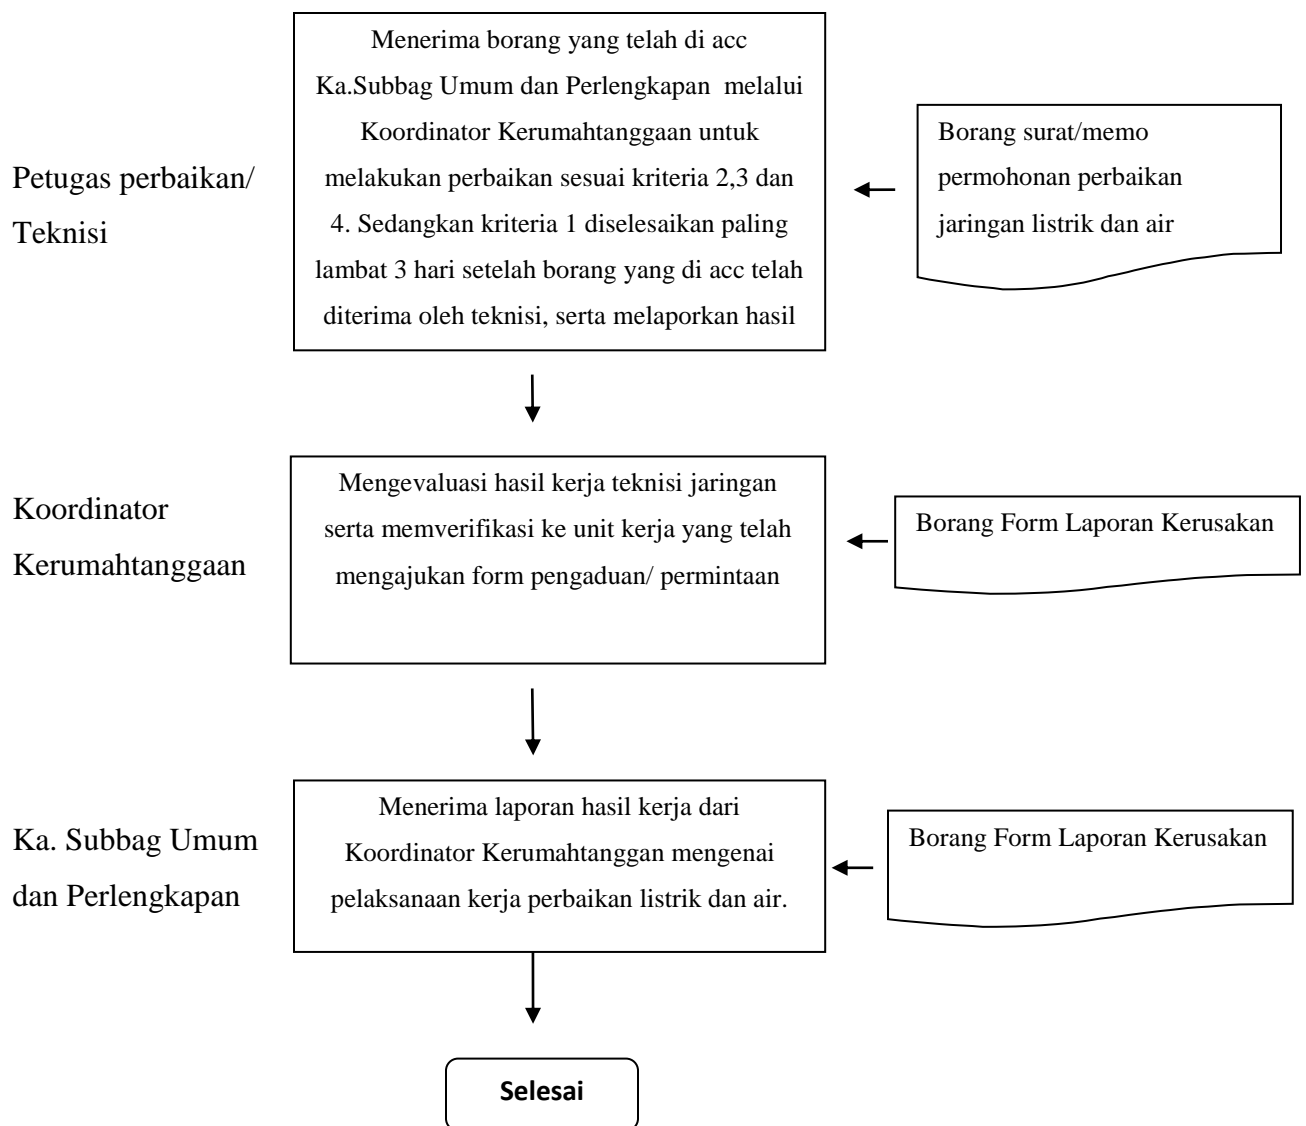 Petugas perbaikan/
Teknisi
Menerima borang yang telah di acc
Ka.Subbag Umum dan Perlengkapan melalui
Koordinator Kerumahtanggaan untuk
melakukan perbaikan sesuai kriteria 2,3 dan
4. Sedangkan kriteria 1 diselesaikan paling
lambat 3 hari setelah borang yang di acc telah
diterima oleh teknisi, serta melaporkan hasil
Borang surat/memo
permohonan perbaikan
jaringan listrik dan air
Koordinator
Kerumahtanggaan
Mengevaluasi hasil kerja teknisi jaringan
serta memverifikasi ke unit kerja yang telah
mengajukan form pengaduan/ permintaan
Borang Form Laporan Kerusakan
Ka. Subbag Umum
dan Perlengkapan
Menerima laporan hasil kerja dari
Koordinator Kerumahtanggan mengenai
pelaksanaan kerja perbaikan listrik dan air.
Borang Form Laporan Kerusakan
Selesai